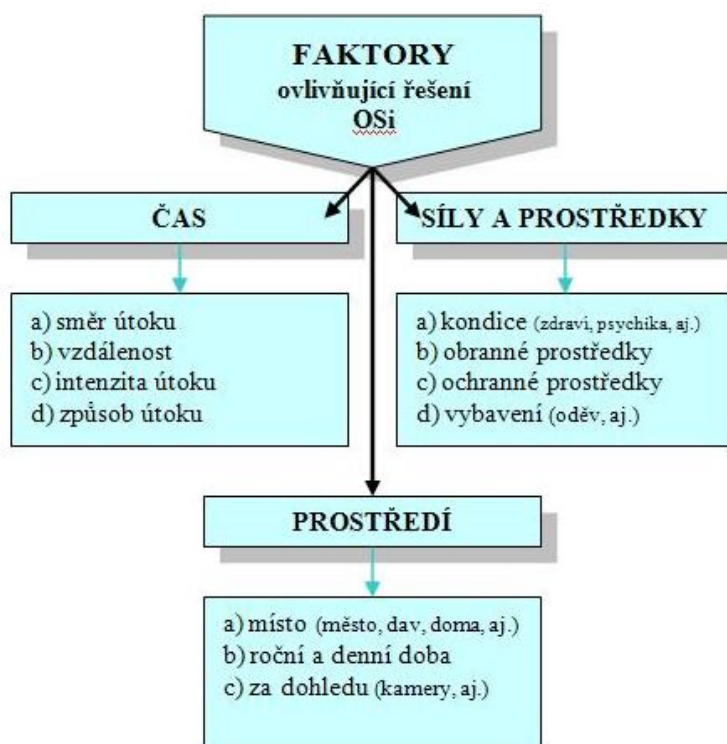 FAKTORY
ovlivňující řešení
OSi
ČAS
SÍLY A PROSTŘEDKY
a) směr útoku
b) vzdálenost
c) intenzita útoku
d) způsob útoku
a) kondice (zdraví, psychika, aj.)
b) obranné prostředky
c) ochranné prostředky
d) vybavení (oděv, aj.)
PROSTŘEDÍ
a) místo (město, dav, doma, aj.)
b) roční a denní doba
c) za dohledu (kamery, aj.)